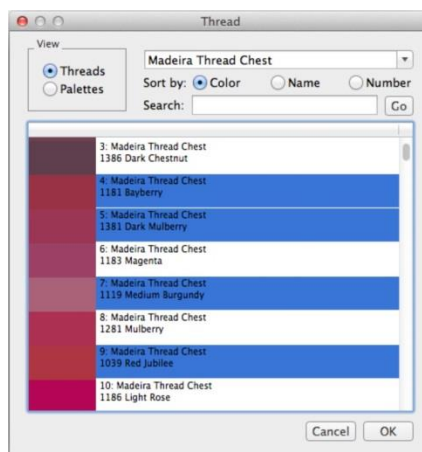 Thread
View
Threads
Palettes
Madeira Thread Chest
Sort by: Color Name Number
Search: Go
3: Madeira Thread Chest
1386 Dark Chestnut
4: Madeira Thread Chest
1181 Bayberry
5: Madeira Thread Chest
1381 Dark Mulberry
6: Madeira Thread Chest
1183 Magenta
7: Madeira Thread Chest
1119 Medium Burgundy
8: Madeira Thread Chest
1281 Mulberry
9: Madeira Thread Chest
1039 Red Jubilee
10: Madeira Thread Chest
1186 Light Rose
Cancel OK